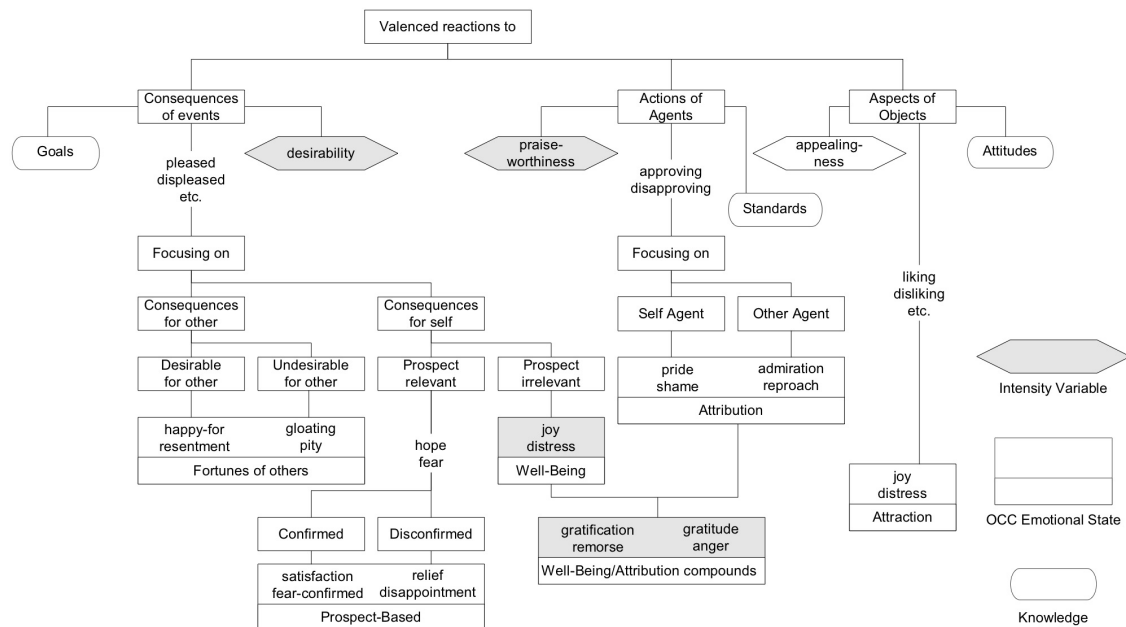 Valenced reactions to
Consequences
of events
Actions of
Agents
Aspects of
Objects
Goals
desirability
praise-
worthiness
appealing-
ness
Attitudes
pleased
displeased
etc.
approving
disapproving
Standards
Focusing on
Focusing on
liking
disliking
etc.
Consequences
for other
Consequences
for self
Self Agent
Other Agent
Desirable
for other
Undesirable
for other
Prospect
relevant
Prospect
irrelevant
pride
shame
admiration
reproach
Attribution
Intensity Variable
happy-for
resentment
gloating
pity
Fortunes of others
hope
fear
joy
distress
Well-Being
joy
distress
Attraction
OCC Emotional State
Confirmed
Disconfirmed
gratification
remorse
gratitude
anger
Well-Being/Attribution compounds
satisfaction
fear-confirmed
relief
disappointment
Prospect-Based
Knowledge